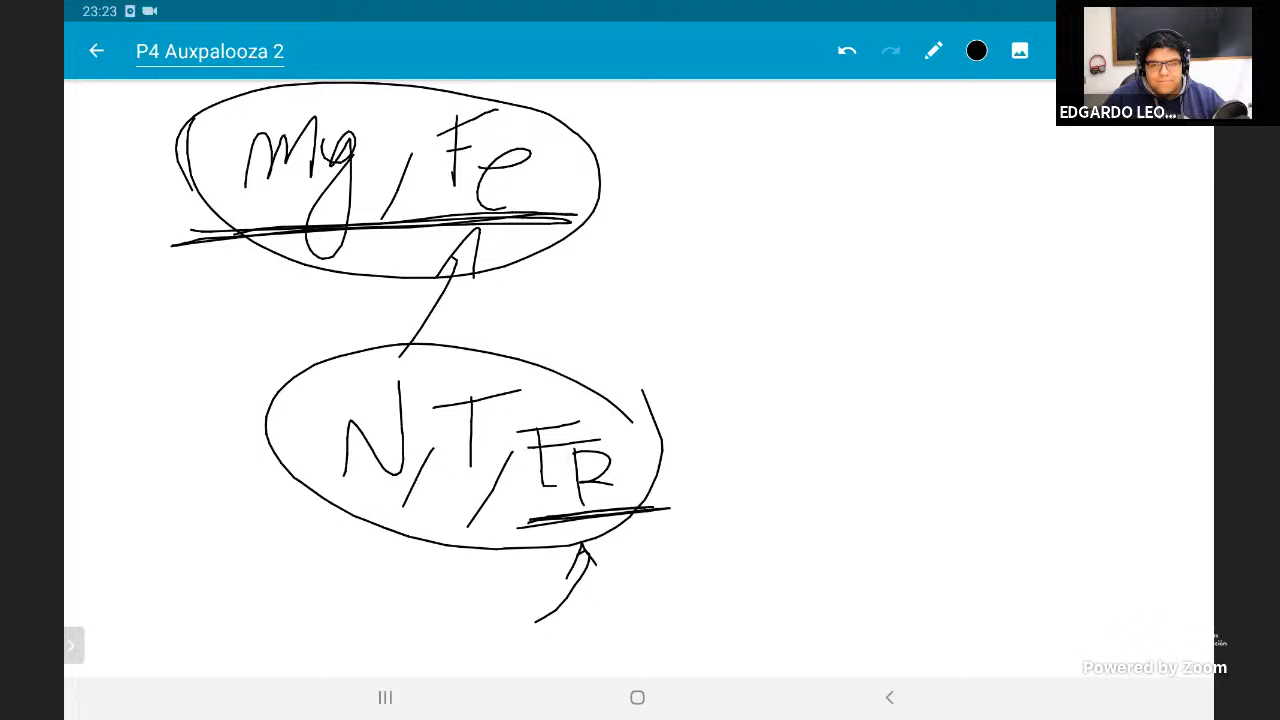 23:23
P4 Auxpalooza 2
EDGARDO LEO...
Mg, Fe
N, T, ER
Powered by Zoom